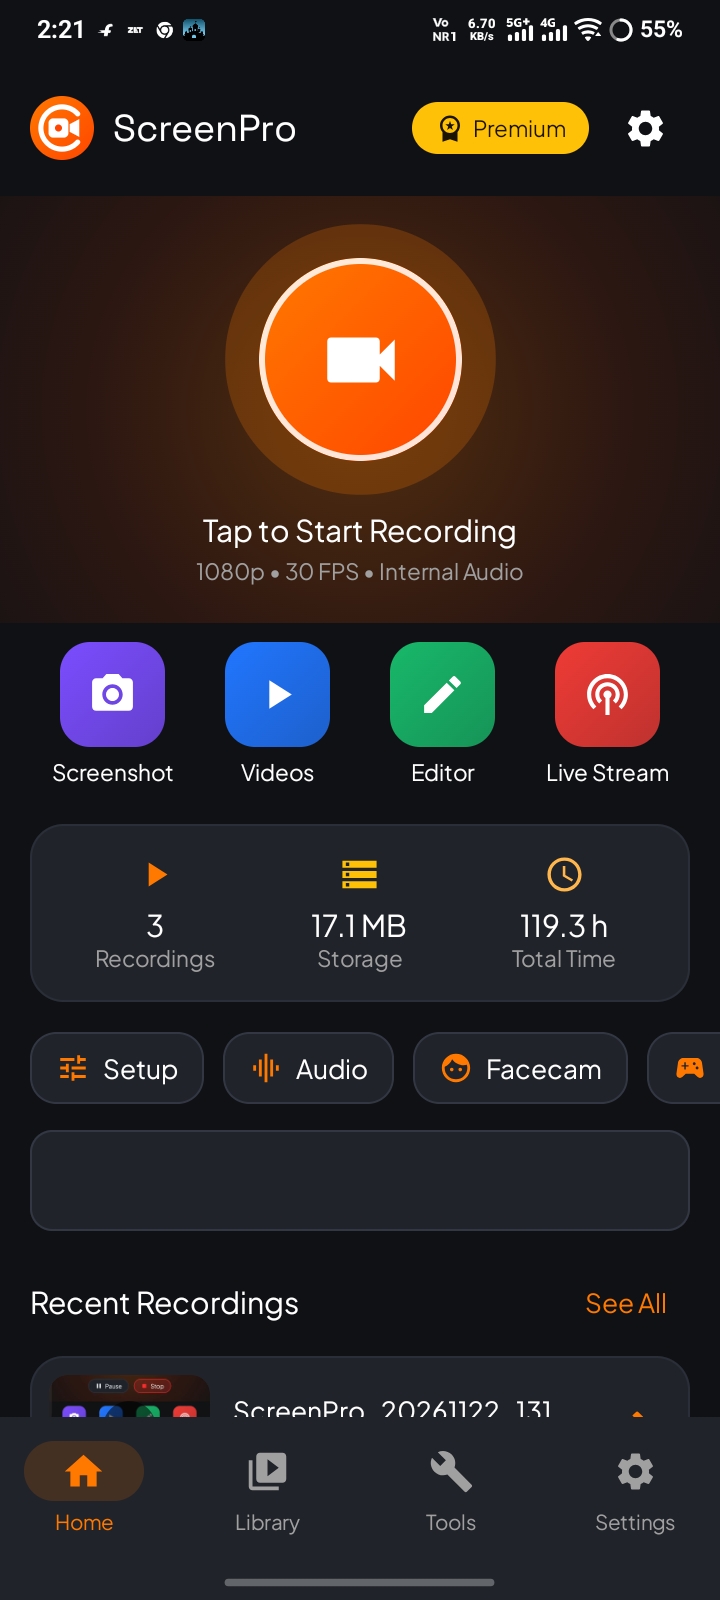 2:21 Z&T Vo NR1 6.70 KB/s 5G+ 4G 55%
ScreenPro Premium
Tap to Start Recording
1080p • 30 FPS • Internal Audio
Screenshot Videos Editor Live Stream
3 17.1 MB 119.3 h
Recordings Storage Total Time
Setup Audio Facecam
Recent Recordings See All
Pause Stop
ScreenPro_20261122_131
Home Library Tools Settings